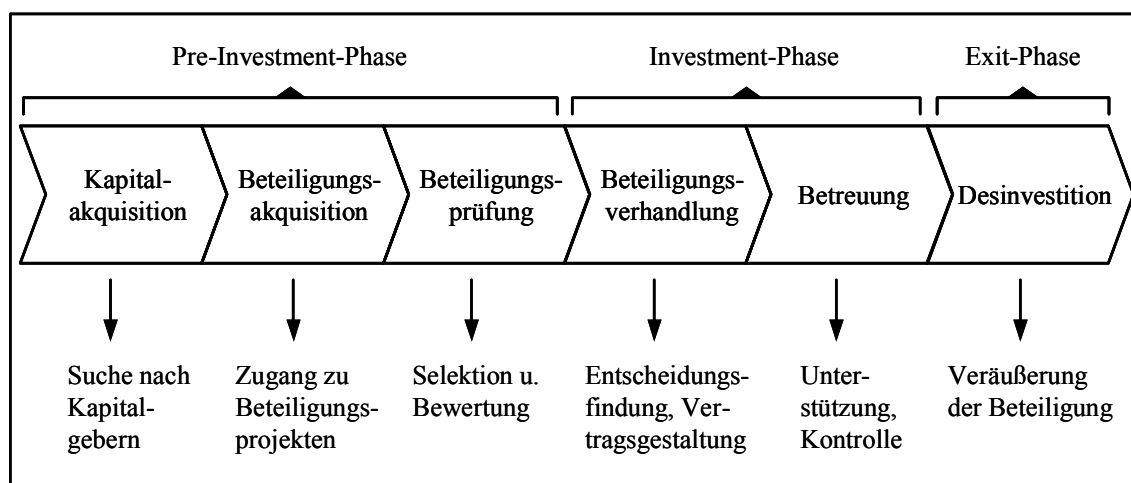 Pre-Investment-Phase
Investment-Phase
Exit-Phase
Kapital-
akquisition
Beteiligungs-
akquisition
Beteiligungs-
prüfung
Beteiligungs-
verhandlung
Betreuung
Desinvestition
Suche nach
Kapital-
gebern
Zugang zu
Beteiligungs-
projekten
Selektion u.
Bewertung
Entscheidungs-
findung, Ver-
tragsgestaltung
Unter-
stützung,
Kontrolle
Veräußerung
der Beteiligung